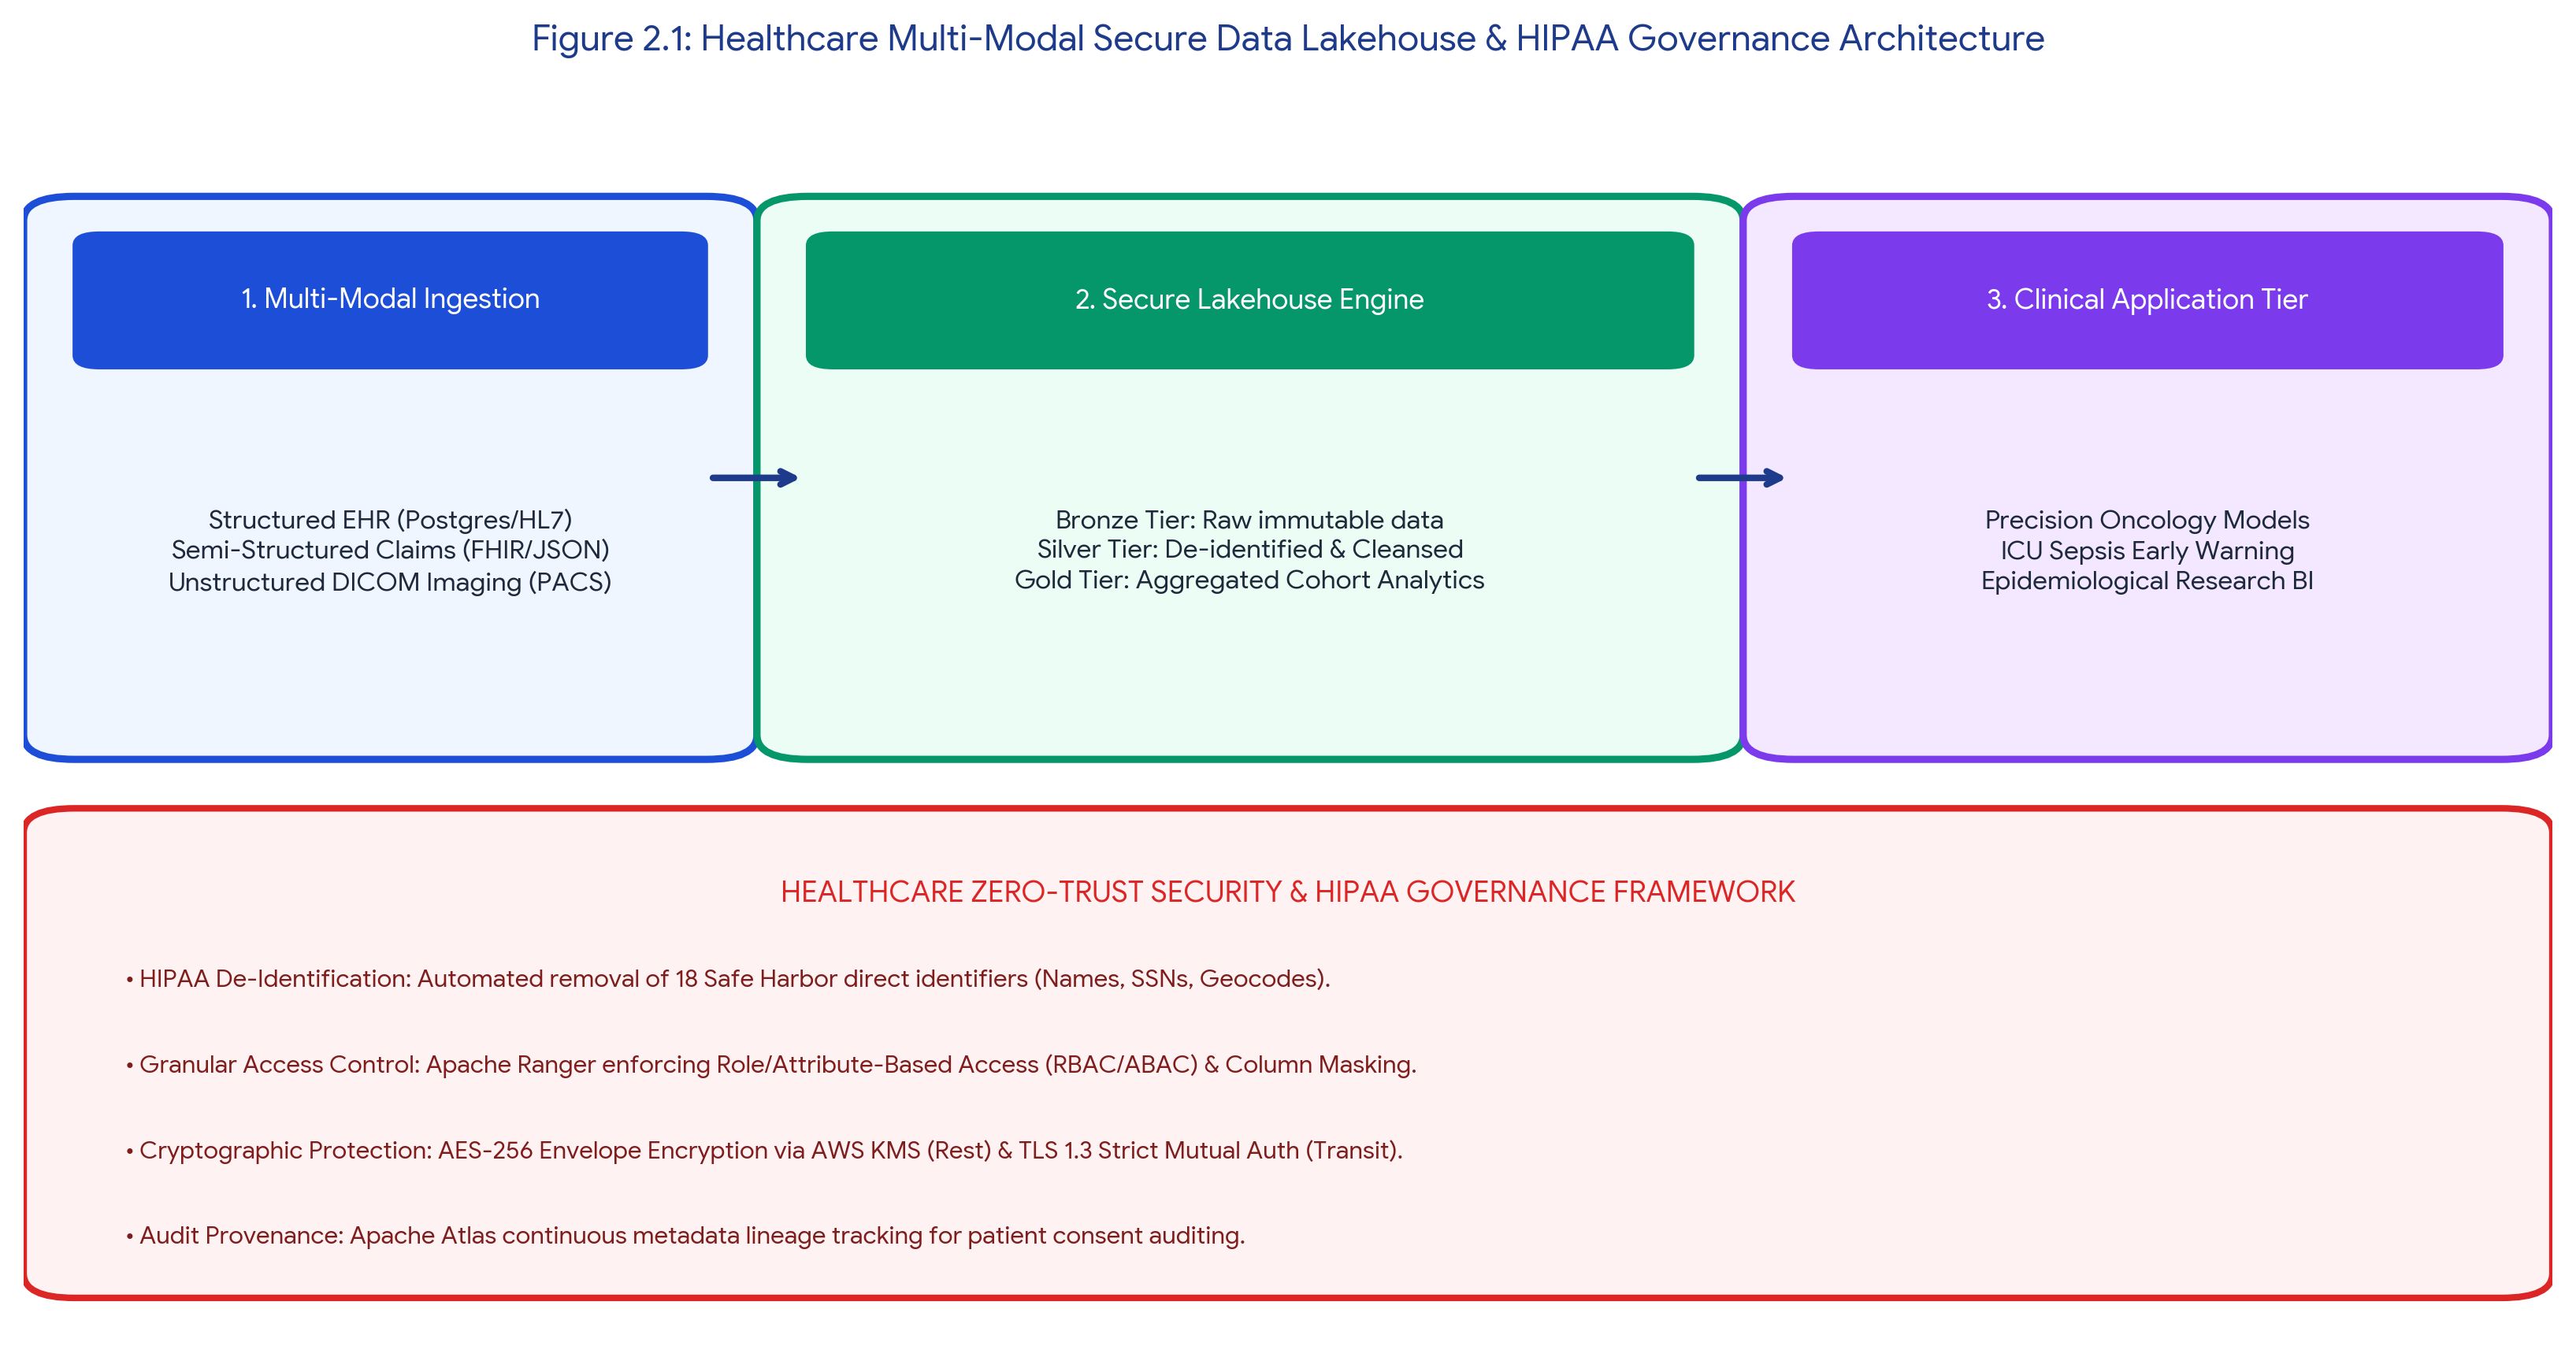 Figure 2.1: Healthcare Multi-Modal Secure Data Lakehouse & HIPAA Governance Architecture
1. Multi-Modal Ingestion
Structured EHR (Postgres/HL7)
Semi-Structured Claims (FHIR/JSON)
Unstructured DICOM Imaging (PACS)
2. Secure Lakehouse Engine
Bronze Tier: Raw immutable data
Silver Tier: De-identified & Cleansed
Gold Tier: Aggregated Cohort Analytics
3. Clinical Application Tier
Precision Oncology Models
ICU Sepsis Early Warning
Epidemiological Research BI
HEALTHCARE ZERO-TRUST SECURITY & HIPAA GOVERNANCE FRAMEWORK
• HIPAA De-Identification: Automated removal of 18 Safe Harbor direct identifiers (Names, SSNs, Geocodes).
• Granular Access Control: Apache Ranger enforcing Role/Attribute-Based Access (RBAC/ABAC) & Column Masking.
• Cryptographic Protection: AES-256 Envelope Encryption via AWS KMS (Rest) & TLS 1.3 Strict Mutual Auth (Transit).
• Audit Provenance: Apache Atlas continuous metadata lineage tracking for patient consent auditing.